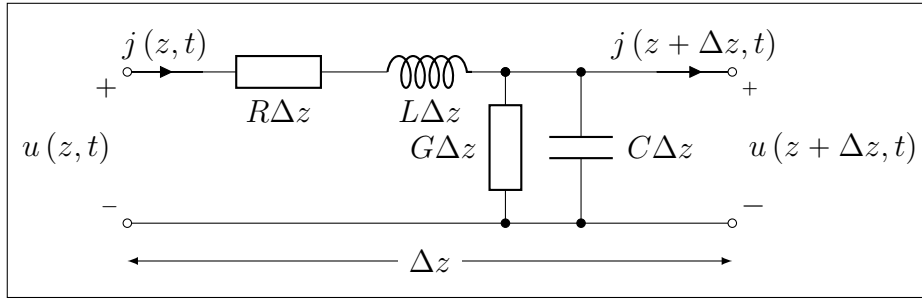 j (z, t) j (z + Δz, t)
+ RΔz LΔz +
u (z, t) GΔz CΔz u (z + Δz, t)
− −
Δz